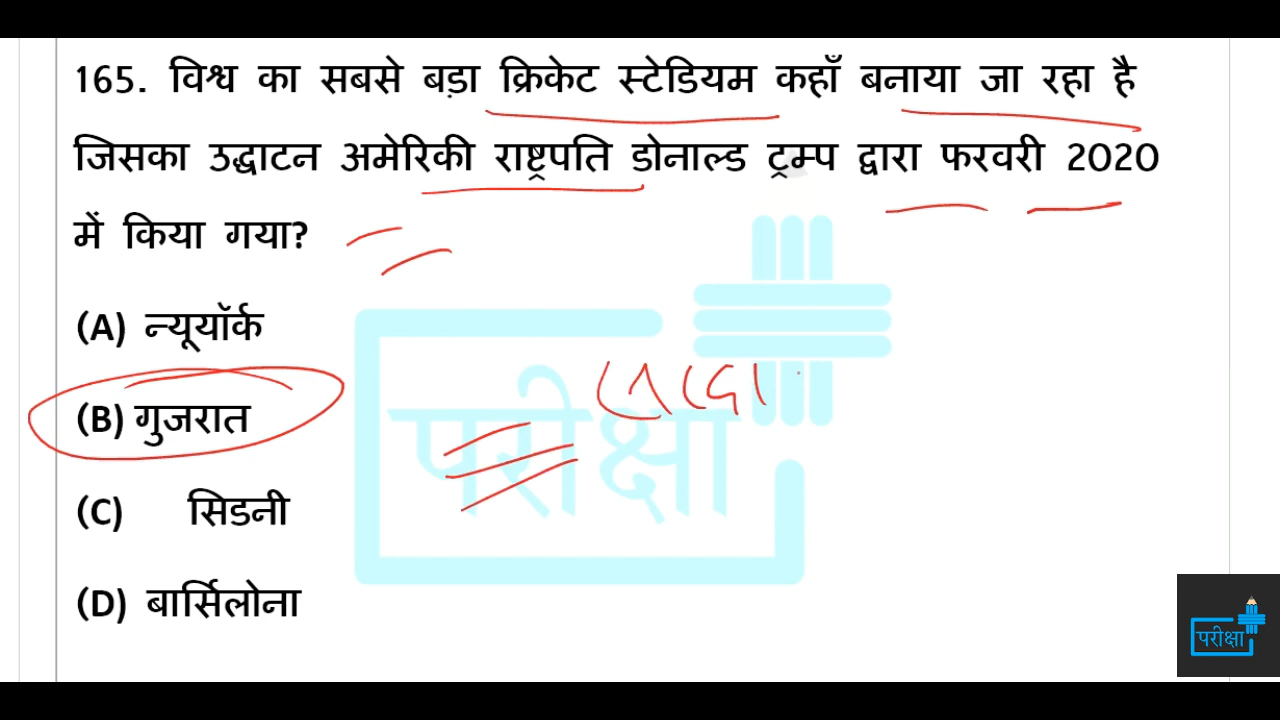 165. विश्व का सबसे बड़ा क्रिकेट स्टेडियम कहाँ बनाया जा रहा है
जिसका उद्घाटन अमेरिकी राष्ट्रपति डोनाल्ड ट्रम्प द्वारा फरवरी 2020
में किया गया?
(A) न्यूयॉर्क
(B) गुजरात
(C) सिडनी
(D) बार्सिलोना
परीक्षा
परीक्षा